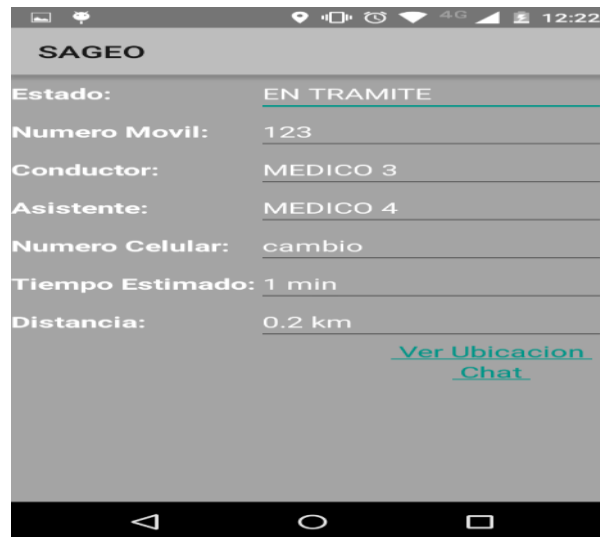 4G 12:22
SAGEO
Estado: EN TRAMITE
Numero Movil: 123
Conductor: MEDICO 3
Asistente: MEDICO 4
Numero Celular: cambio
Tiempo Estimado: 1 min
Distancia: 0.2 km
Ver Ubicacion
Chat